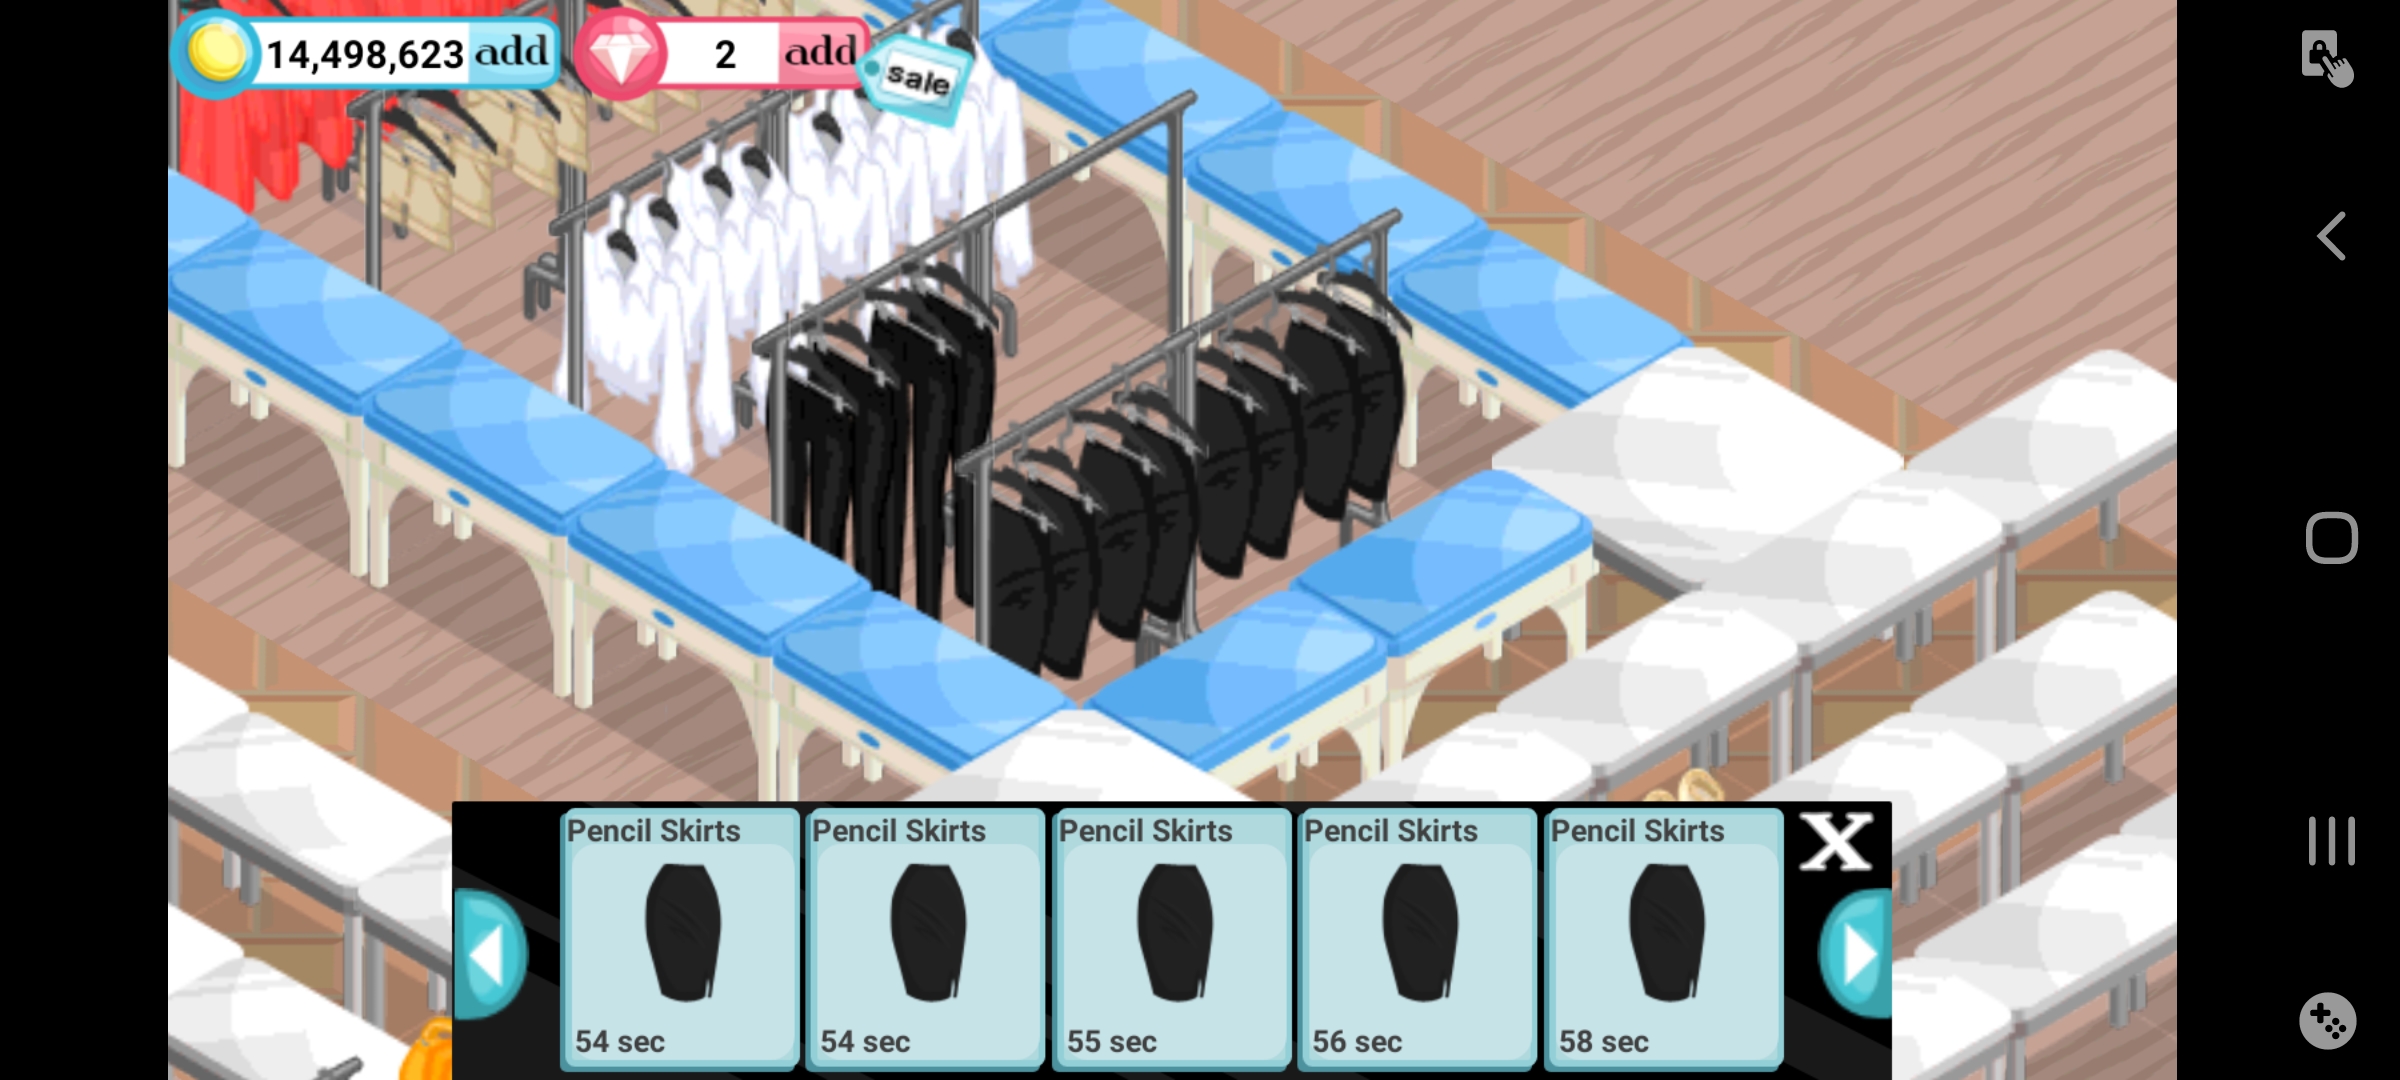 14,498,623 add
2 add
sale
Pencil Skirts Pencil Skirts Pencil Skirts Pencil Skirts Pencil Skirts X
54 sec 54 sec 55 sec 56 sec 58 sec